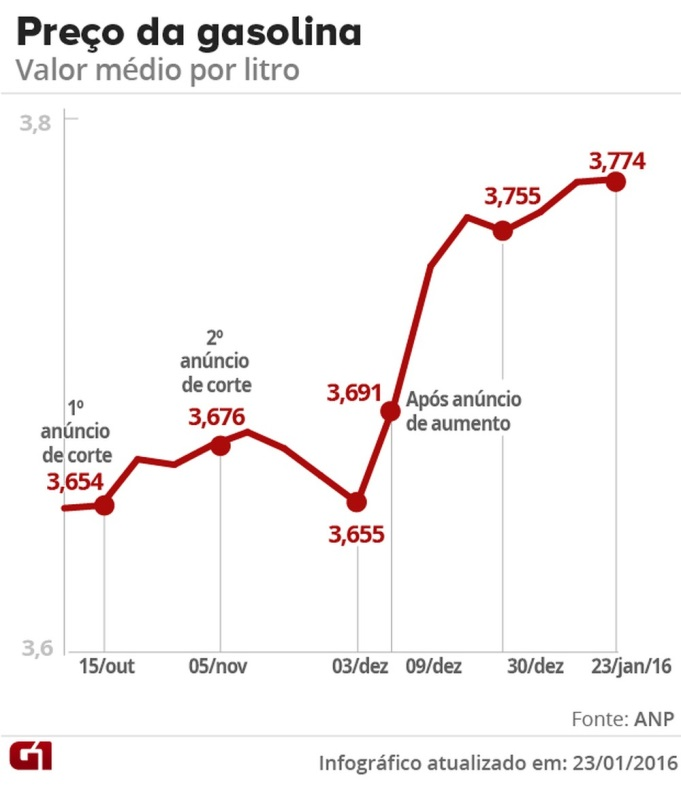 Preço da gasolina
Valor médio por litro
3,8
3,774
3,755
2º
anúncio
de corte
3,691
Após anúncio
de aumento
1º
anúncio
de corte
3,676
3,654
3,655
3,6
15/out
05/nov
03/dez
09/dez
30/dez
23/jan/16
Fonte: ANP
G1
Infográfico atualizado em: 23/01/2016